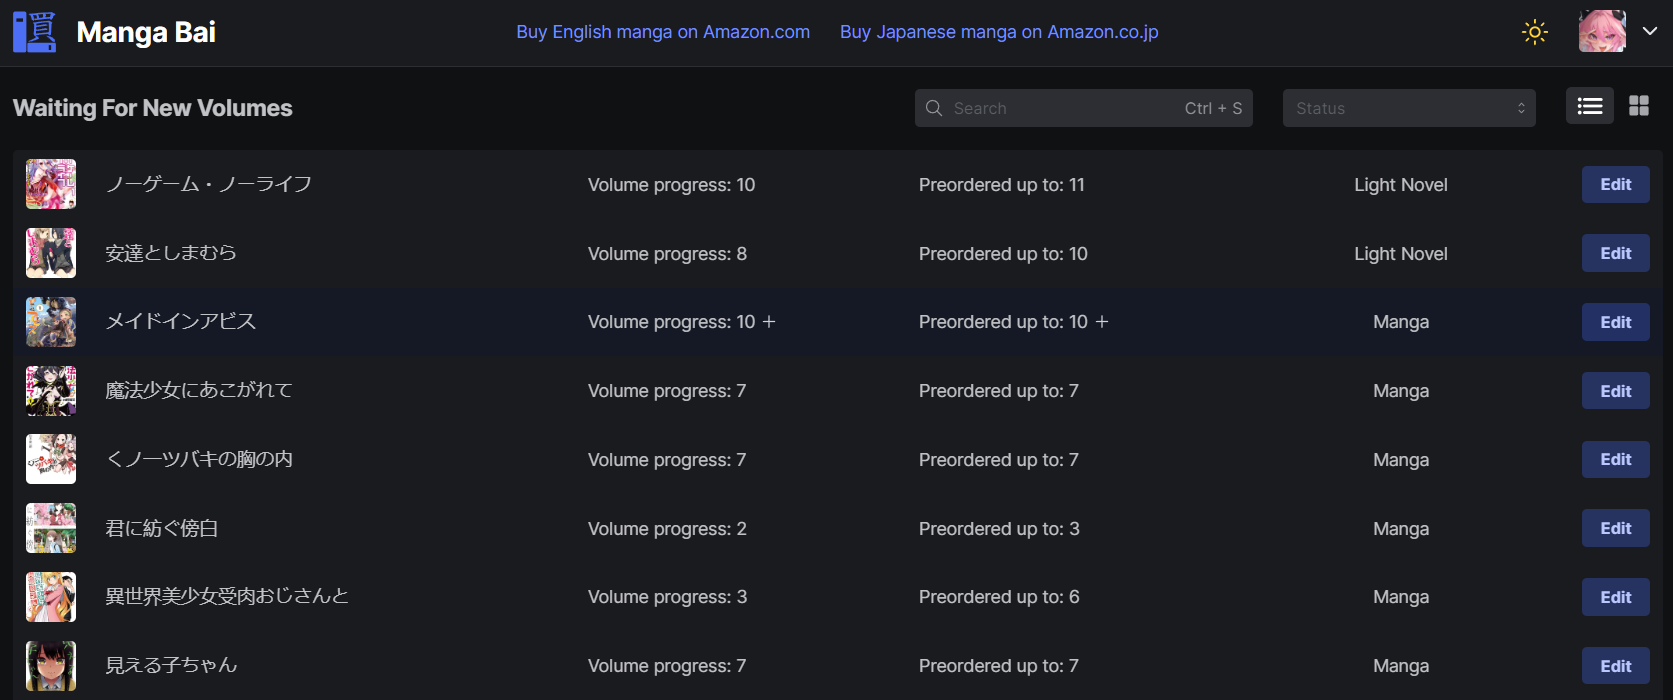 買 Manga Bai Buy English manga on Amazon.com Buy Japanese manga on Amazon.co.jp
Waiting For New Volumes Search Ctrl + S Status
ノーゲーム・ノーライフ Volume progress: 10 Preordered up to: 11 Light Novel Edit
安達としまむら Volume progress: 8 Preordered up to: 10 Light Novel Edit
メイドインアビス Volume progress: 10 + Preordered up to: 10 + Manga Edit
魔法少女にあこがれて Volume progress: 7 Preordered up to: 7 Manga Edit
くノ一ツバキの胸の内 Volume progress: 7 Preordered up to: 7 Manga Edit
君に紡ぐ傍白 Volume progress: 2 Preordered up to: 3 Manga Edit
異世界美少女受肉おじさんと Volume progress: 3 Preordered up to: 6 Manga Edit
見える子ちゃん Volume progress: 7 Preordered up to: 7 Manga Edit